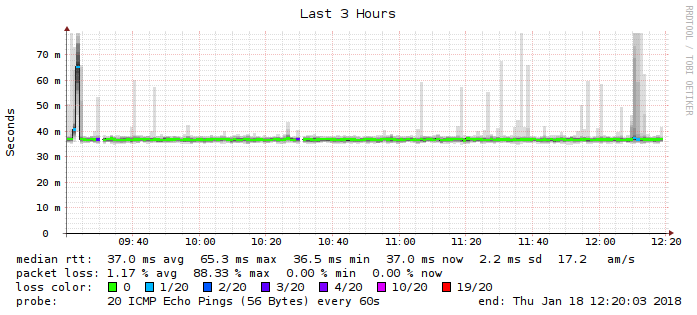 Last 3 Hours
RRDTOOL / TOBI OETIKER
Seconds
70 m
60 m
50 m
40 m
30 m
20 m
10 m
0
09:40 10:00 10:20 10:40 11:00 11:20 11:40 12:00 12:20
median rtt: 37.0 ms avg 65.3 ms max 36.5 ms min 37.0 ms now 2.2 ms sd 17.2 am/s
packet loss: 1.17 % avg 88.33 % max 0.00 % min 0.00 % now
loss color: 0 1/20 2/20 3/20 4/20 10/20 19/20
probe: 20 ICMP Echo Pings (56 Bytes) every 60s end: Thu Jan 18 12:20:03 2018